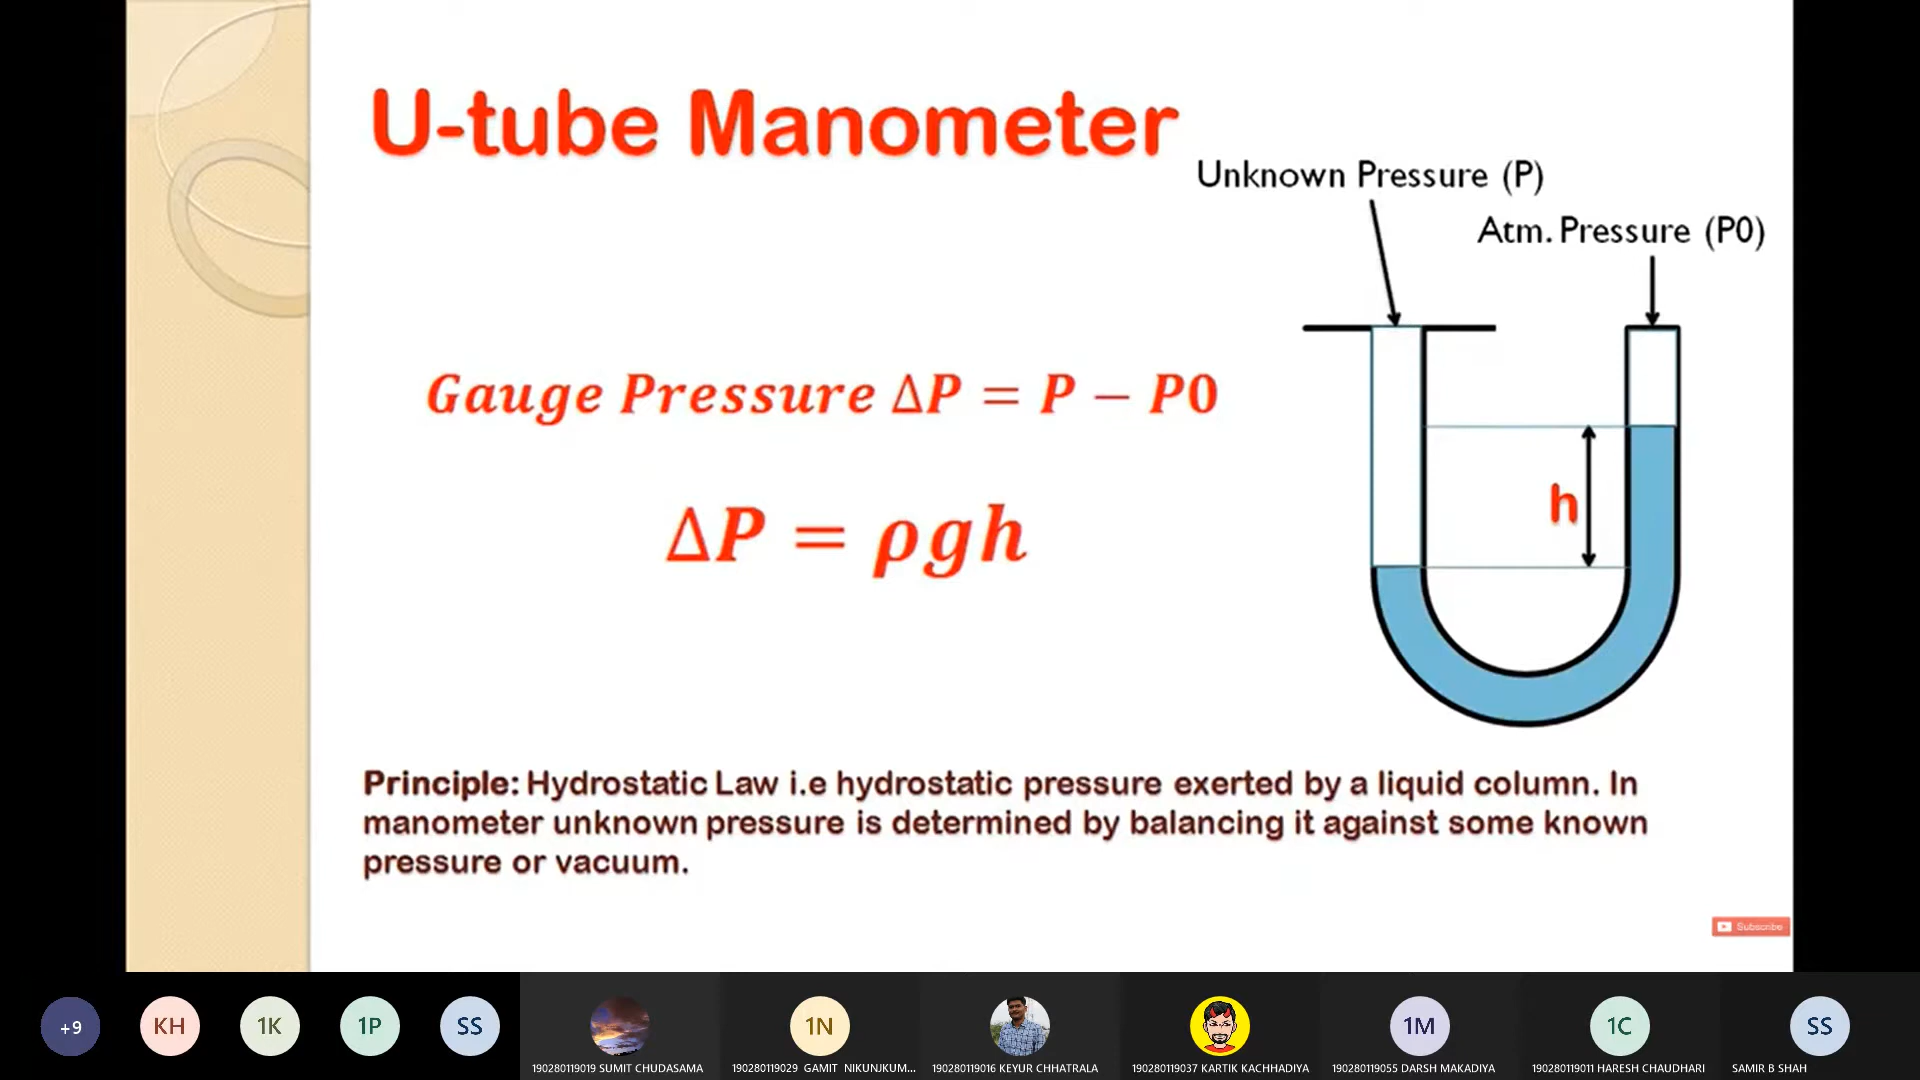 U-tube Manometer
Unknown Pressure (P)
Atm. Pressure (P0)
Gauge Pressure ΔP = P − P0
h
ΔP = ρgh
Principle: Hydrostatic Law i.e hydrostatic pressure exerted by a liquid column. In
manometer unknown pressure is determined by balancing it against some known
pressure or vacuum.
Subscribe
+9
KH
1K
1P
SS
1N
1M
1C
SS
190280119019 SUMIT CHUDASAMA
190280119029 GAMIT NIKUNJKUM...
190280119016 KEYUR CHHATRALA
190280119037 KARTIK KACHHADIYA
190280119055 DARSH MAKADIYA
190280119011 HARESH CHAUDHARI
SAMIR B SHAH